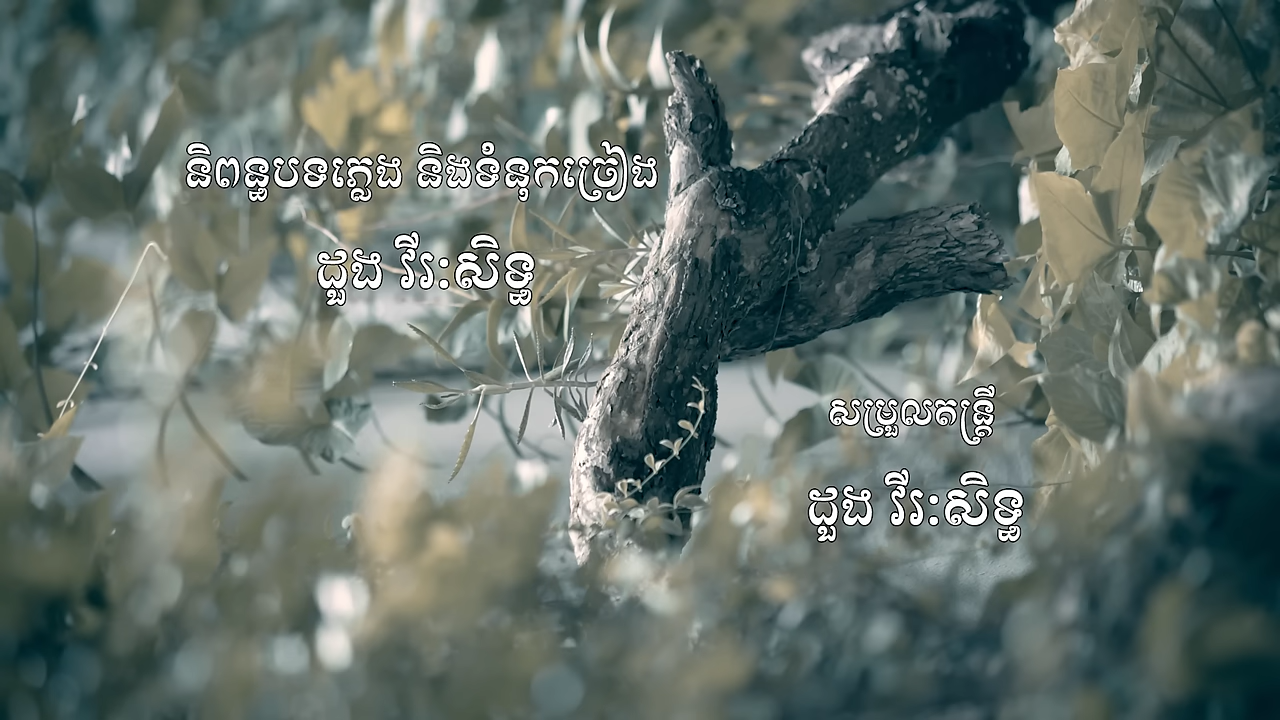 និពន្ធបទភ្លេង និងទំនុកច្រៀង
ដួង វីរៈសិទ្ធ
សម្រួលតន្ត្រី
ដួង វីរៈសិទ្ធ